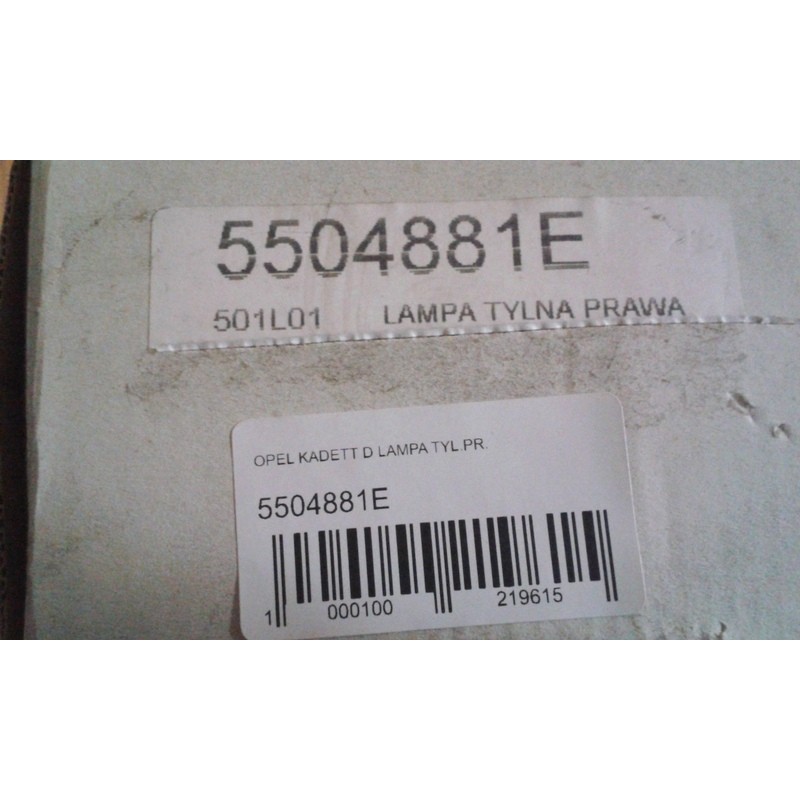 5504881E
501L01 LAMPA TYLNA PRAWA
OPEL KADETT D LAMPA TYL.PR.
5504881E
1 000100 219615